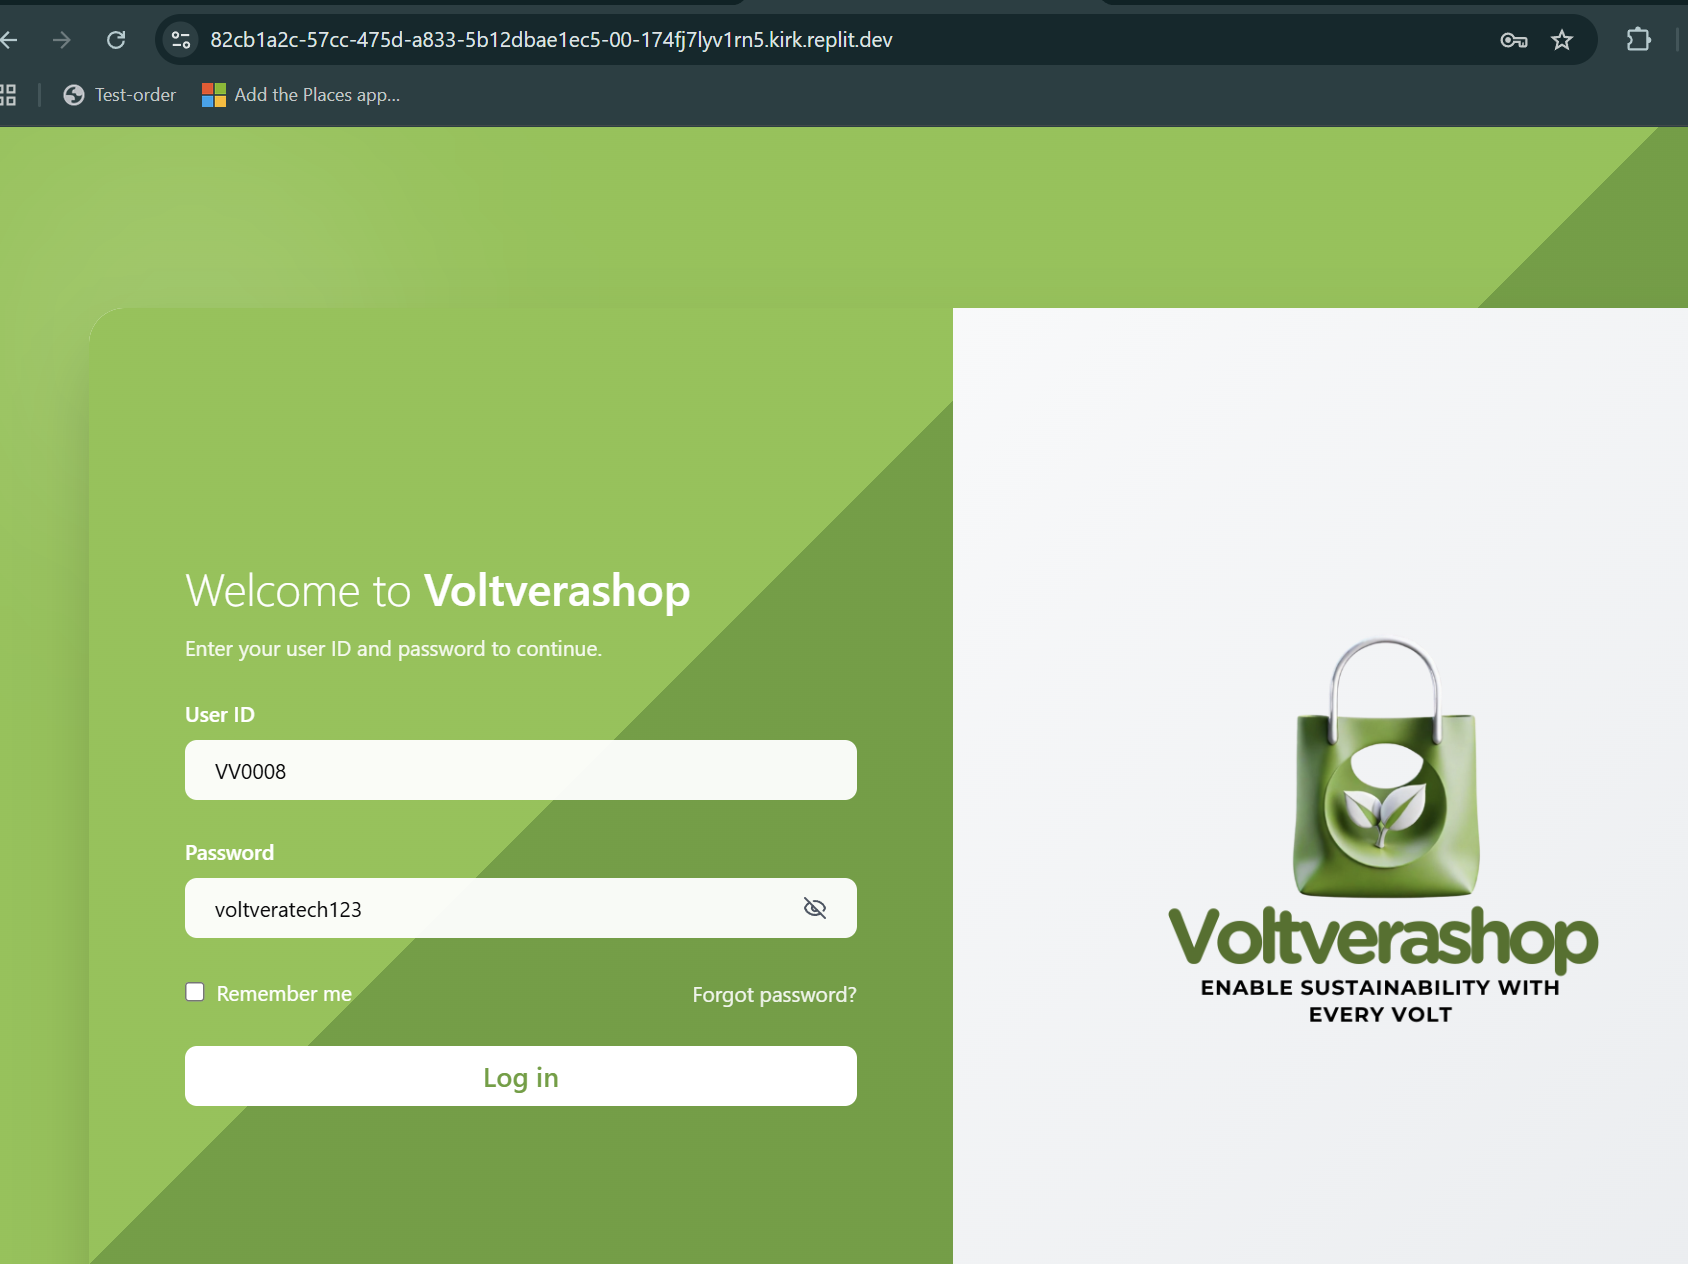 82cb1a2c-57cc-475d-a833-5b12dbae1ec5-00-174fj7lyv1rn5.kirk.replit.dev
Test-order
Add the Places app...
Welcome to Voltverashop
Enter your user ID and password to continue.
User ID
VV0008
Password
voltveratech123
Remember me
Forgot password?
Log in
Voltverashop
ENABLE SUSTAINABILITY WITH
EVERY VOLT